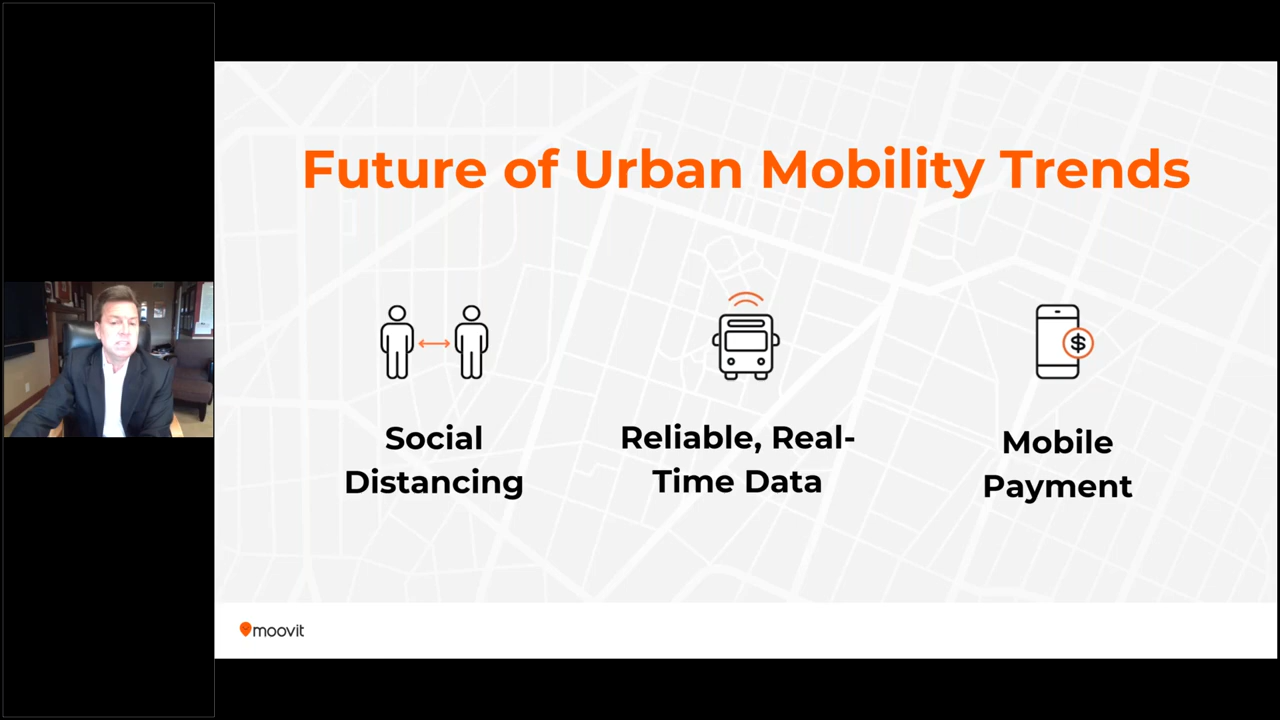 Future of Urban Mobility Trends
$
Social
Distancing
Reliable, Real-
Time Data
Mobile
Payment
moovit